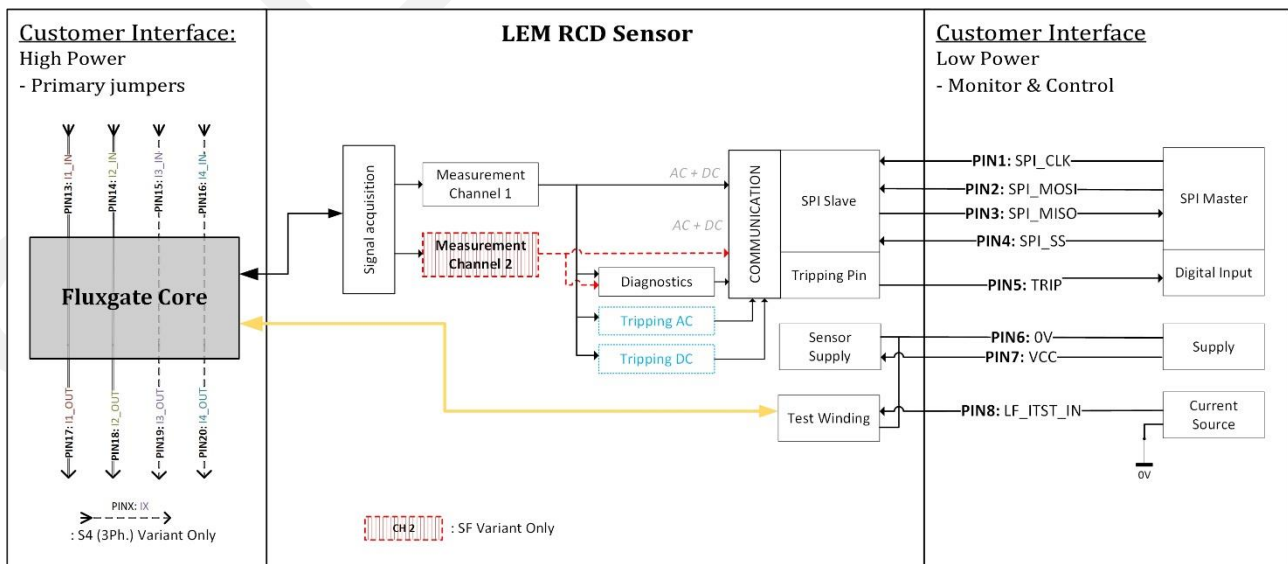 Customer Interface:
High Power
- Primary jumpers
PIN13: I1_IN
PIN14: I2_IN
PIN15: I3_IN
PIN16: I4_IN
Fluxgate Core
PIN17: I1_OUT
PIN18: I2_OUT
PIN19: I3_OUT
PIN20: I4_OUT
PINX: IX
: S4 (3Ph.) Variant Only
LEM RCD Sensor
Signal acquisition
Measurement
Channel 1
Measurement
Channel 2
AC + DC
AC + DC
Diagnostics
Tripping AC
Tripping DC
COMMUNICATION
SPI Slave
Tripping Pin
Sensor
Supply
Test Winding
CH 2
: SF Variant Only
Customer Interface
Low Power
- Monitor & Control
PIN1: SPI_CLK
PIN2: SPI_MOSI
PIN3: SPI_MISO
PIN4: SPI_SS
PIN5: TRIP
PIN6: 0V
PIN7: VCC
PIN8: LF_ITST_IN
SPI Master
Digital Input
Supply
Current
Source
0V